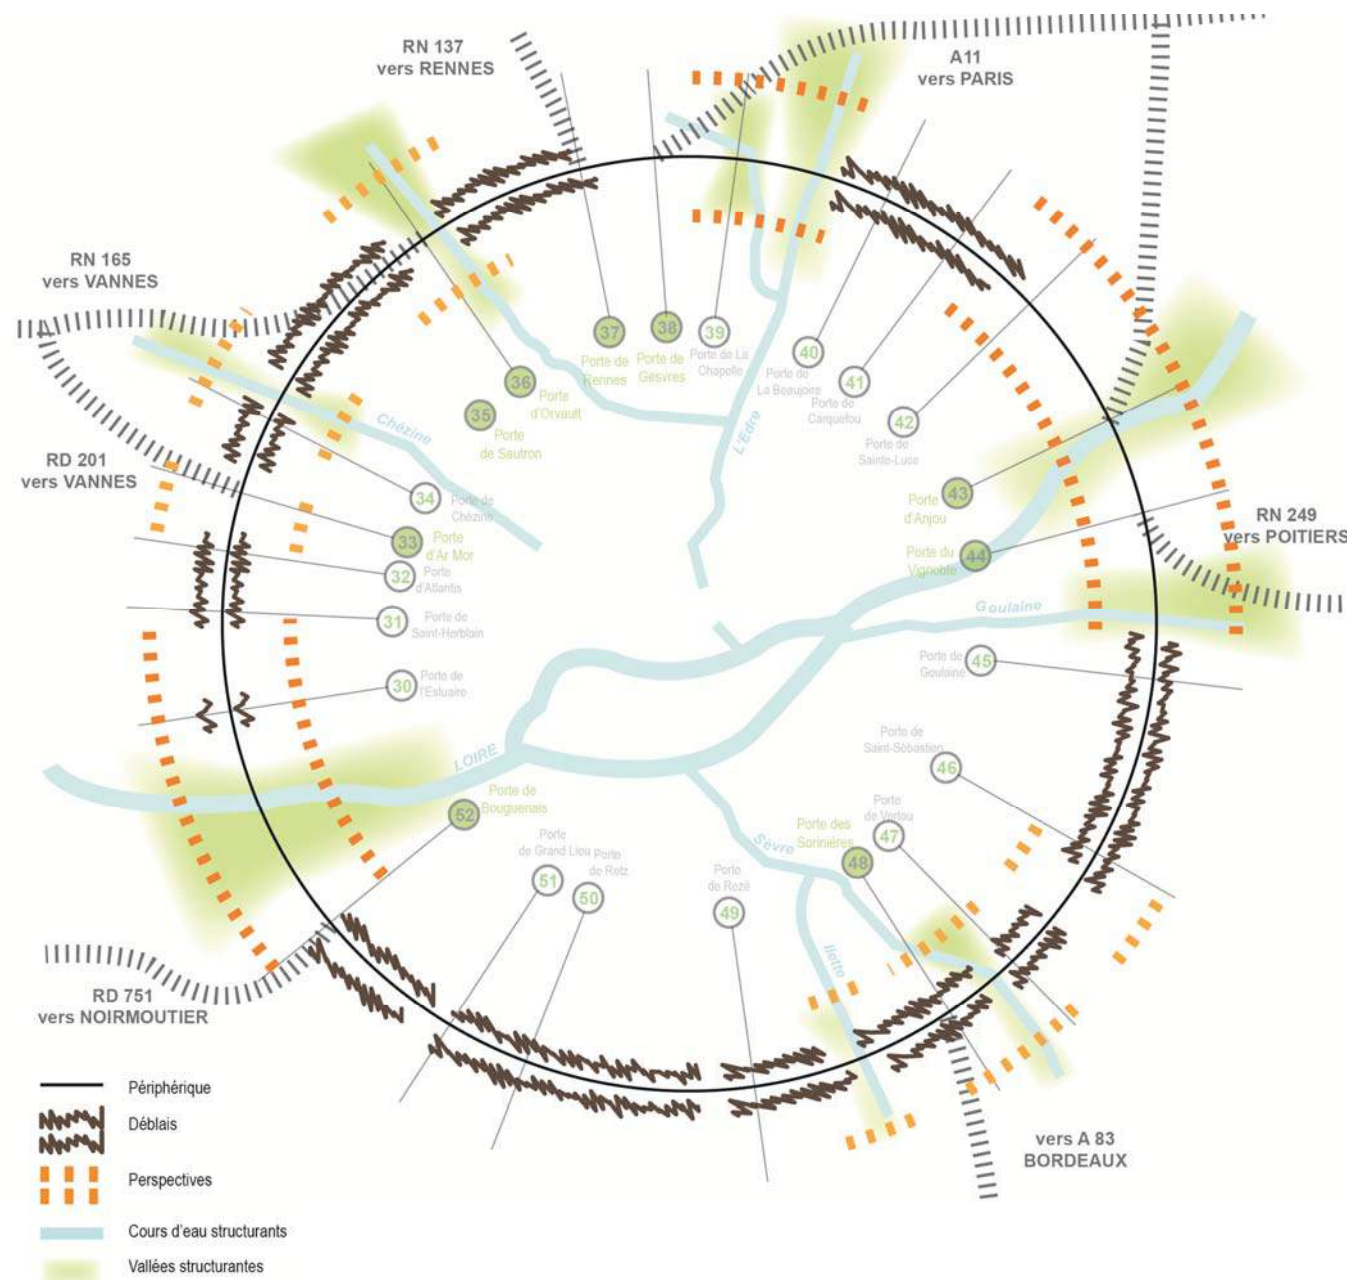 RN 137
vers RENNES
A11
vers PARIS
RN 165
vers VANNES
RD 201
vers VANNES
RN 249
vers POITIERS
RD 751
vers NOIRMOUTIER
vers A 83
BORDEAUX
37
Porte de
Rennes
38
Porte de
Gesvres
39
Porte de La
Chapelle
40
Porte de
La Beaujoire
41
Porte de
Carquefou
42
Porte de
Sainte-Luce
36
Porte
d'Orvault
35
Porte
de Sautron
34
Porte de
Chézine
33
Porte
d'Ar Mor
32
Porte
d'Atlantis
31
Porte de
Saint-Herblain
30
Porte de
l'Estuaire
43
Porte
d'Anjou
44
Porte du
Vignoble
45
Porte de
Goulaine
46
Porte de
Saint-Sébastien
47
Porte
de Vertou
48
Porte des
Sorinières
49
Porte
de Rezé
50
Porte
de Retz
51
Porte
de Grand Lieu
52
Porte de
Bouguenais
Chézine
L'Edre
Goulaine
LOIRE
Sèvre
Ilette
Périphérique
Déblais
Perspectives
Cours d'eau structurants
Vallées structurantes